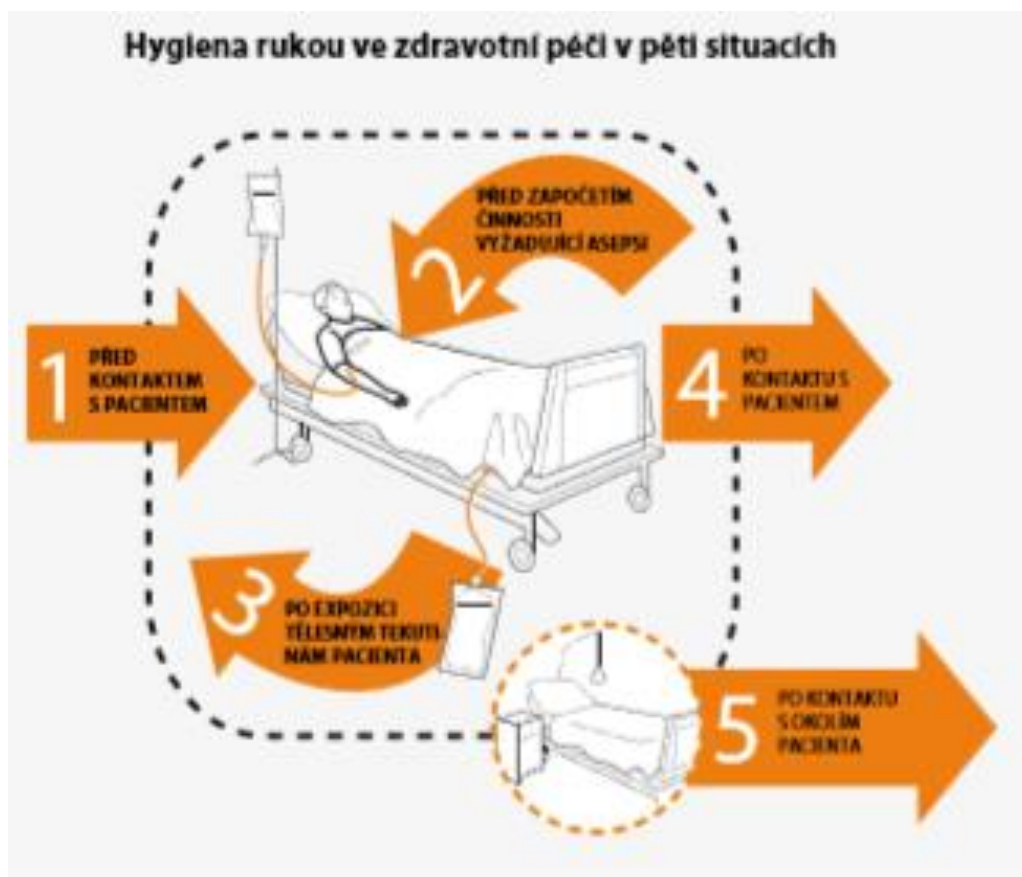 Hygiena rukou ve zdravotní péči v pěti situacích
1
PŘED
KONTAKTEM
S PACIENTEM
2
PŘED ZAPOČETÍM
ČINNOSTI
VYŽADUJÍCÍ ASEPSI
3
PO EXPOZICI
TĚLESNÝM TEKUTI-
NÁM PACIENTA
4
PO
KONTAKTU S
PACIENTEM
5
PO KONTAKTU
S OKOLÍM
PACIENTA